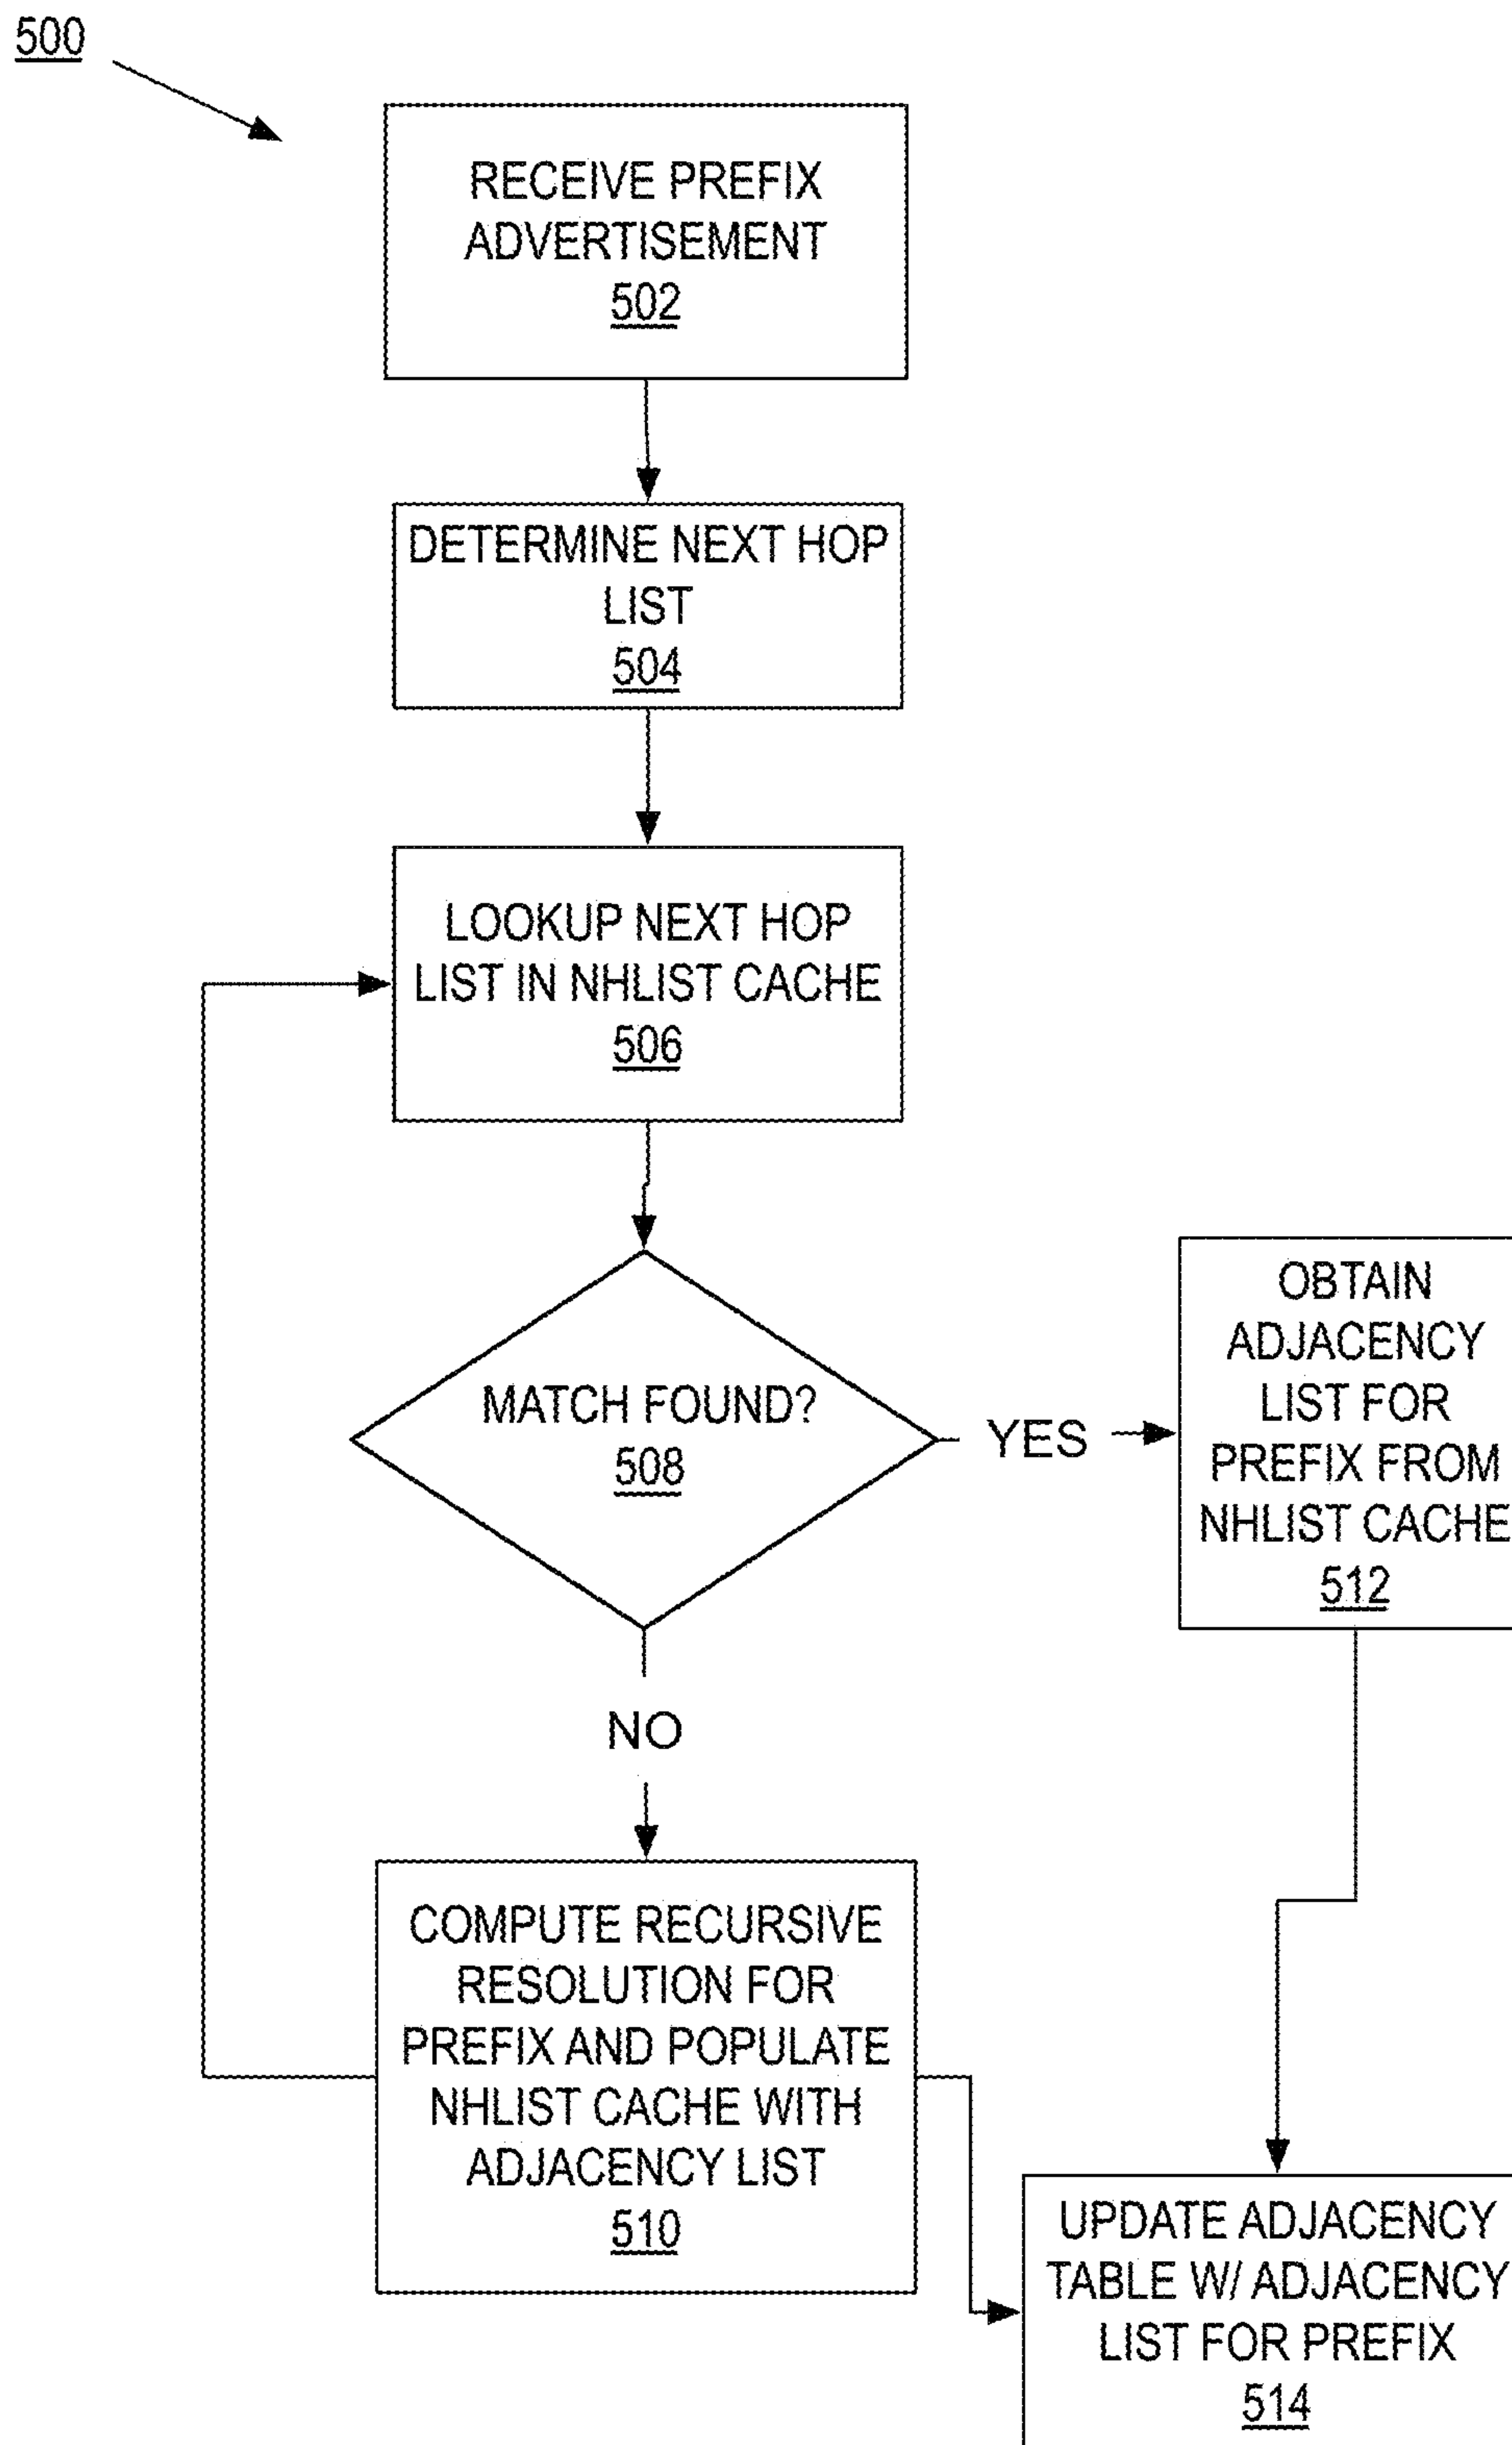 500
RECEIVE PREFIX
ADVERTISEMENT
502
DETERMINE NEXT HOP
LIST
504
LOOKUP NEXT HOP
LIST IN NHLIST CACHE
506
MATCH FOUND?
508
YES
OBTAIN
ADJACENCY
LIST FOR
PREFIX FROM
NHLIST CACHE
512
NO
COMPUTE RECURSIVE
RESOLUTION FOR
PREFIX AND POPULATE
NHLIST CACHE WITH
ADJACENCY LIST
510
UPDATE ADJACENCY
TABLE W/ ADJACENCY
LIST FOR PREFIX
514